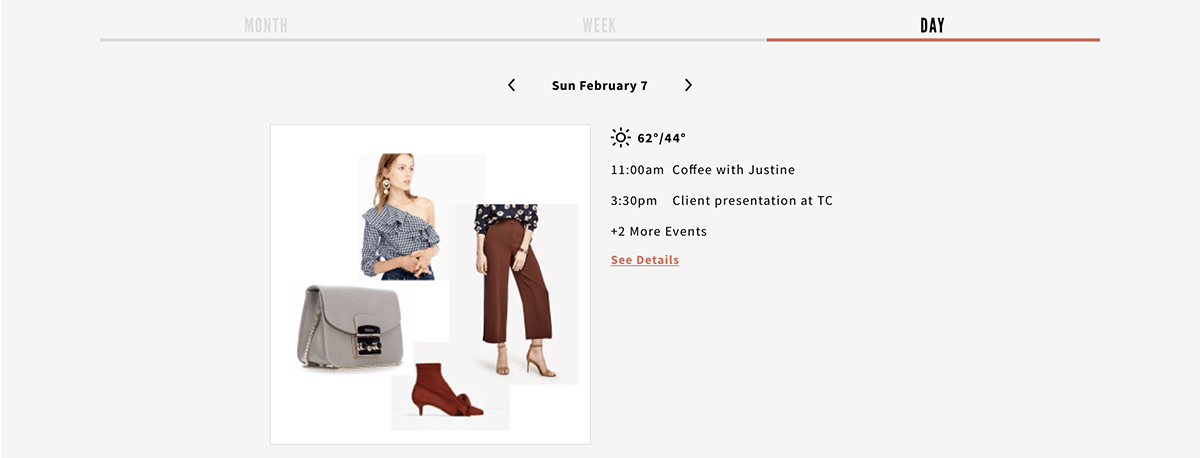 MONTH
WEEK
DAY
Sun February 7
62°/44°
11:00am Coffee with Justine
3:30pm Client presentation at TC
+2 More Events
See Details